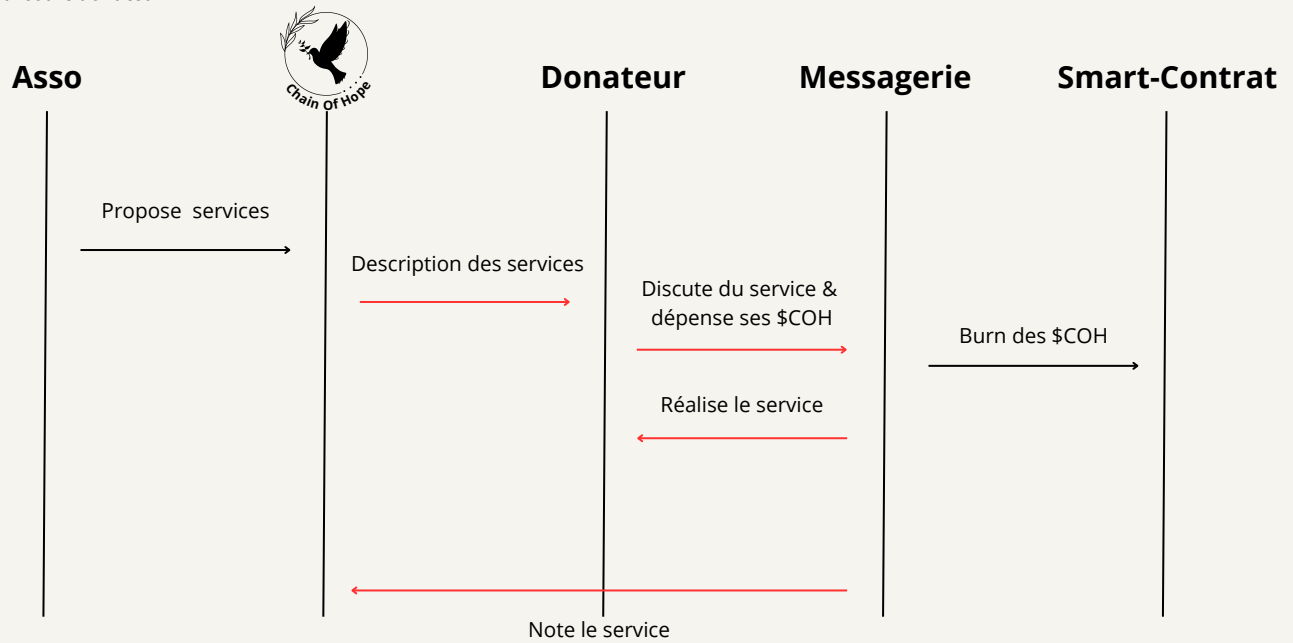 Asso
Chain Of Hope
Donateur
Messagerie
Smart-Contrat
Propose services
Description des services
Discute du service &
dépense ses $COH
Burn des $COH
Réalise le service
Note le service